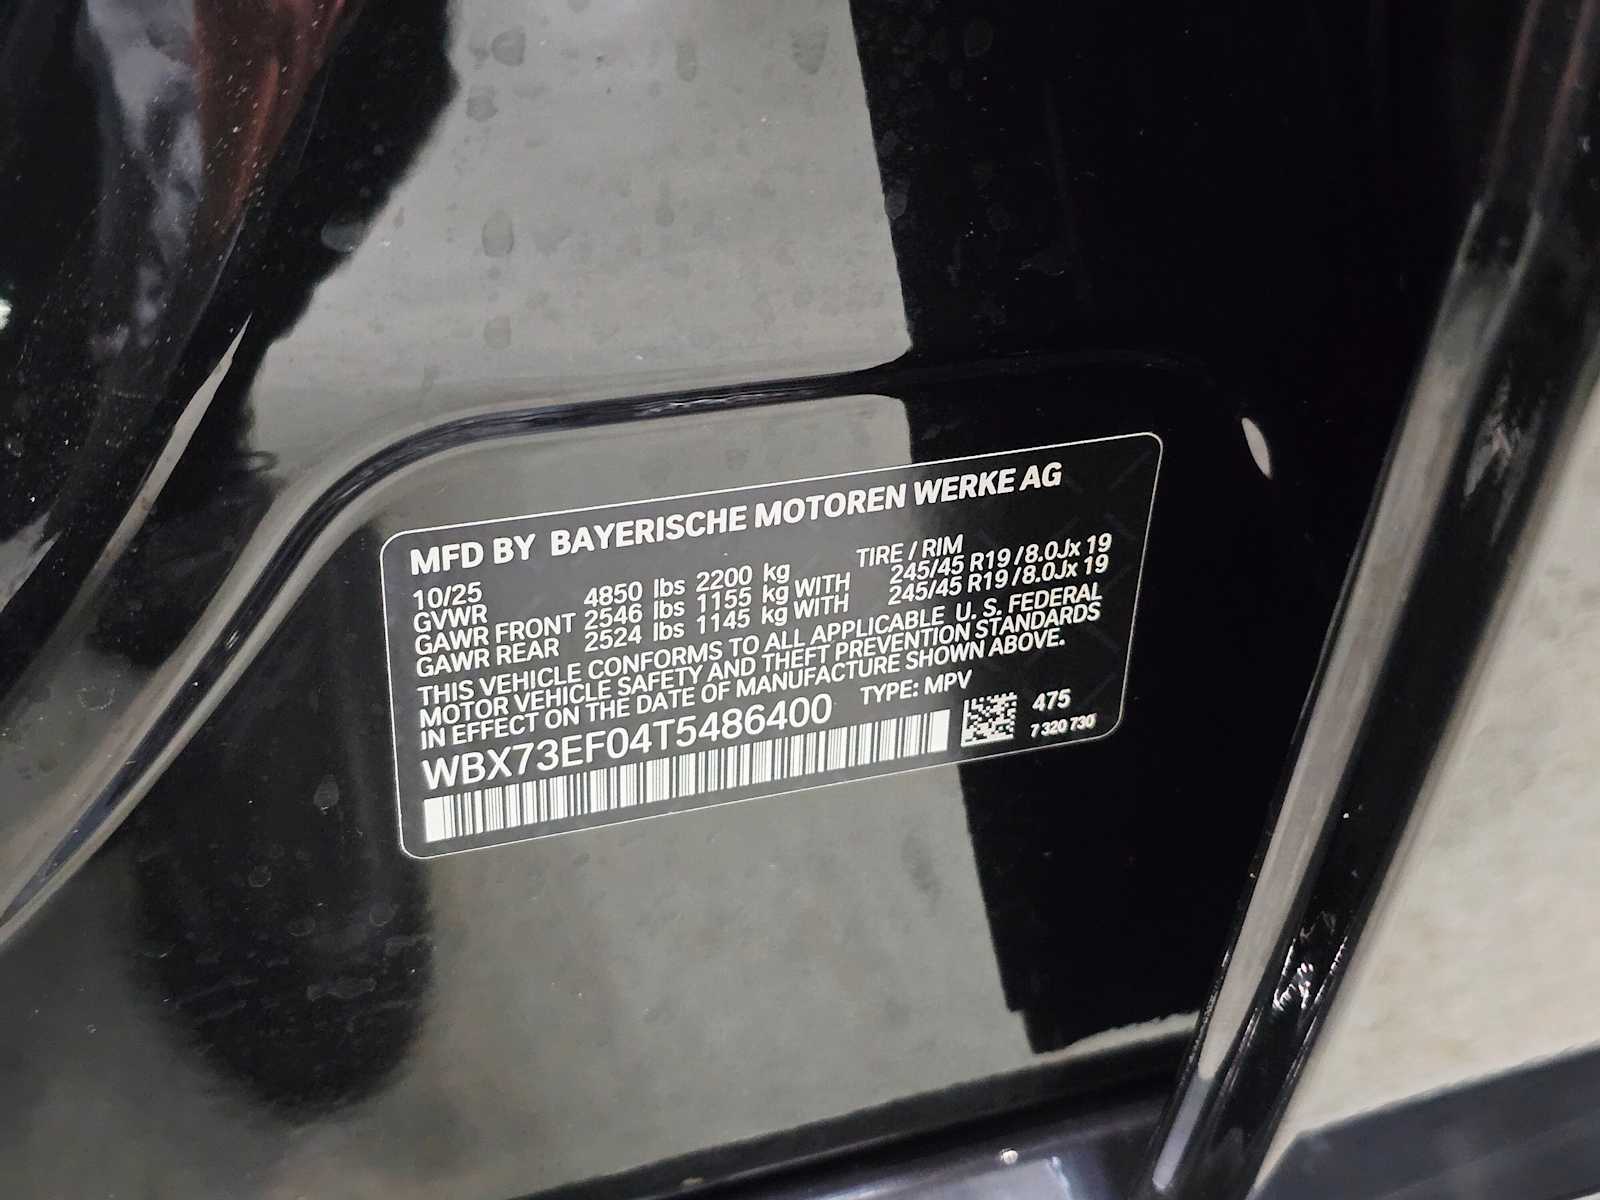 MFD BY BAYERISCHE MOTOREN WERKE AG
10/25 TIRE / RIM
GVWR 4850 lbs 2200 kg
GAWR FRONT 2546 lbs 1155 kg WITH 245/45 R19 /8.0Jx 19
GAWR REAR 2524 lbs 1145 kg WITH 245/45 R19 /8.0Jx 19
THIS VEHICLE CONFORMS TO ALL APPLICABLE U. S. FEDERAL
MOTOR VEHICLE SAFETY AND THEFT PREVENTION STANDARDS
IN EFFECT ON THE DATE OF MANUFACTURE SHOWN ABOVE.
WBX73EF04T5486400 TYPE: MPV
475
7 320 730